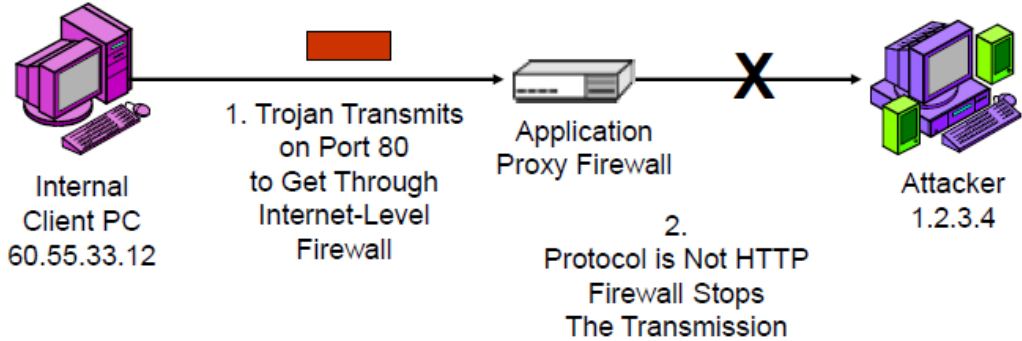 1. Trojan Transmits
on Port 80
to Get Through
Internet-Level
Firewall
Application
Proxy Firewall
X
Internal
Client PC
60.55.33.12
Attacker
1.2.3.4
2.
Protocol is Not HTTP
Firewall Stops
The Transmission